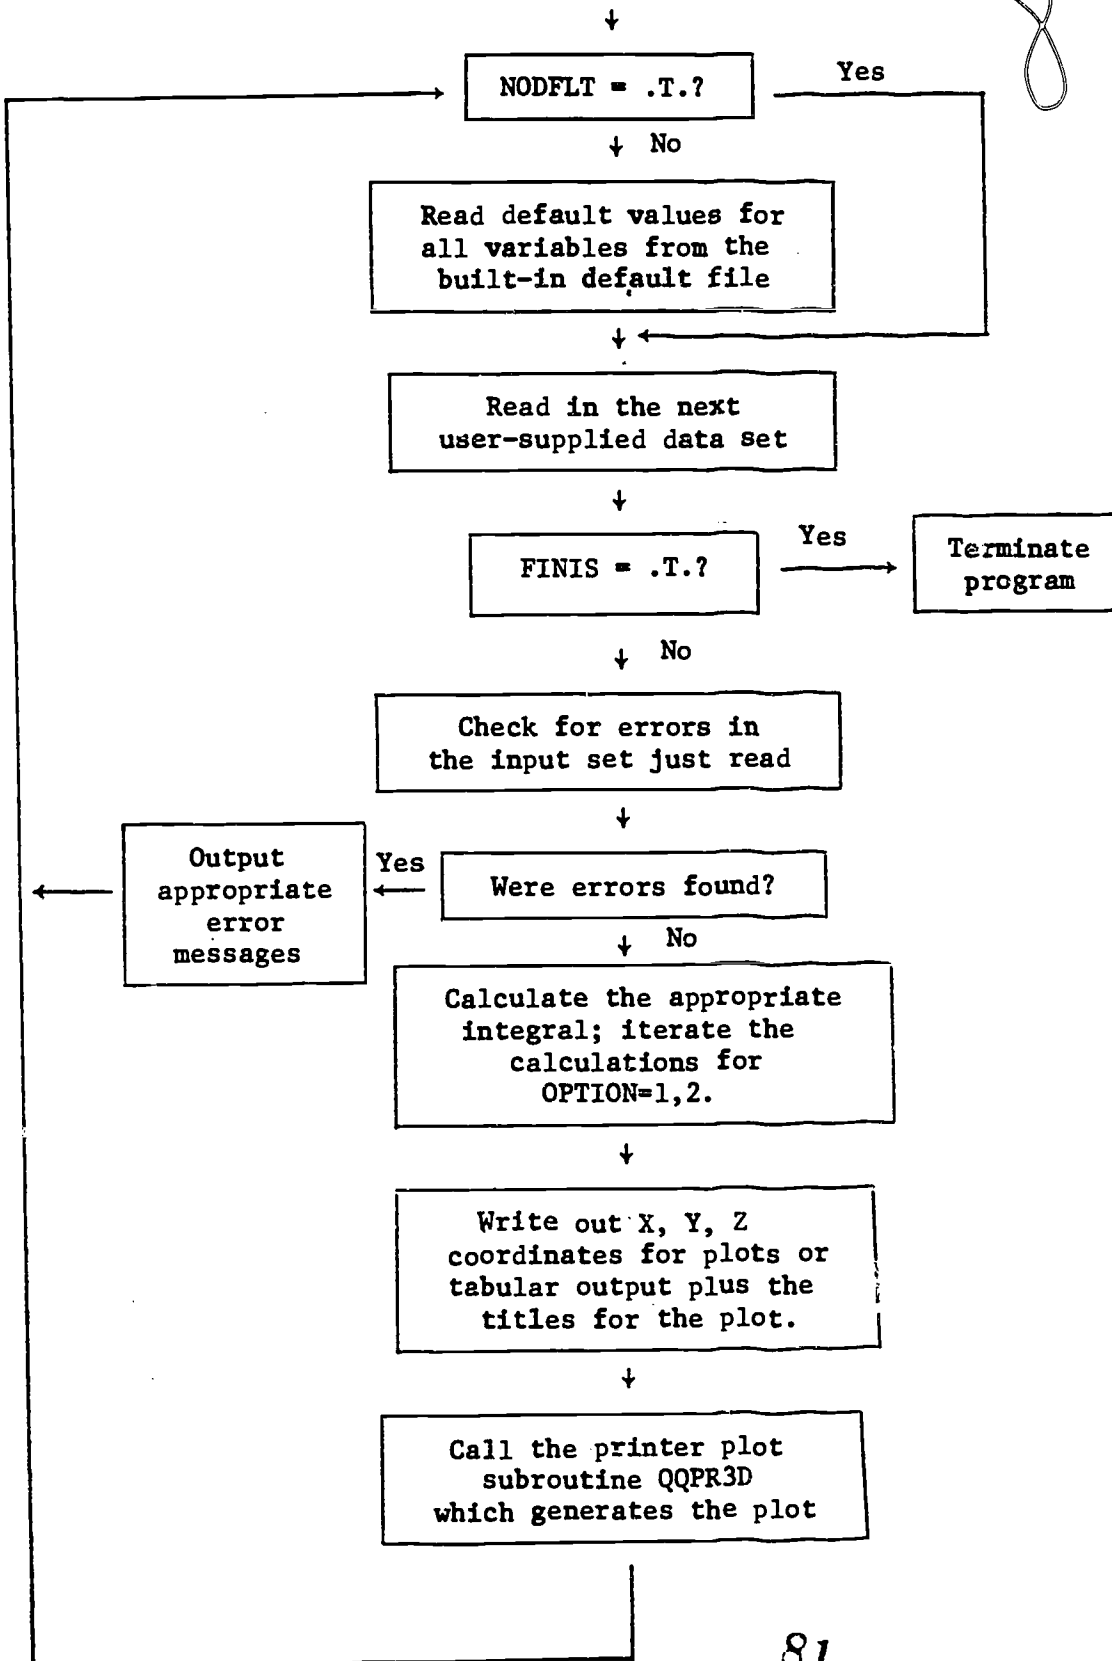 NODFLT = .T.?
Yes
No
Read default values for
all variables from the
built-in default file
Read in the next
user-supplied data set
FINIS = .T.?
Yes
Terminate
program
No
Check for errors in
the input set just read
Output
appropriate
error
messages
Yes
Were errors found?
No
Calculate the appropriate
integral; iterate the
calculations for
OPTION=1,2.
Write out X, Y, Z
coordinates for plots or
tabular output plus the
titles for the plot.
Call the printer plot
subroutine QQPR3D
which generates the plot
81